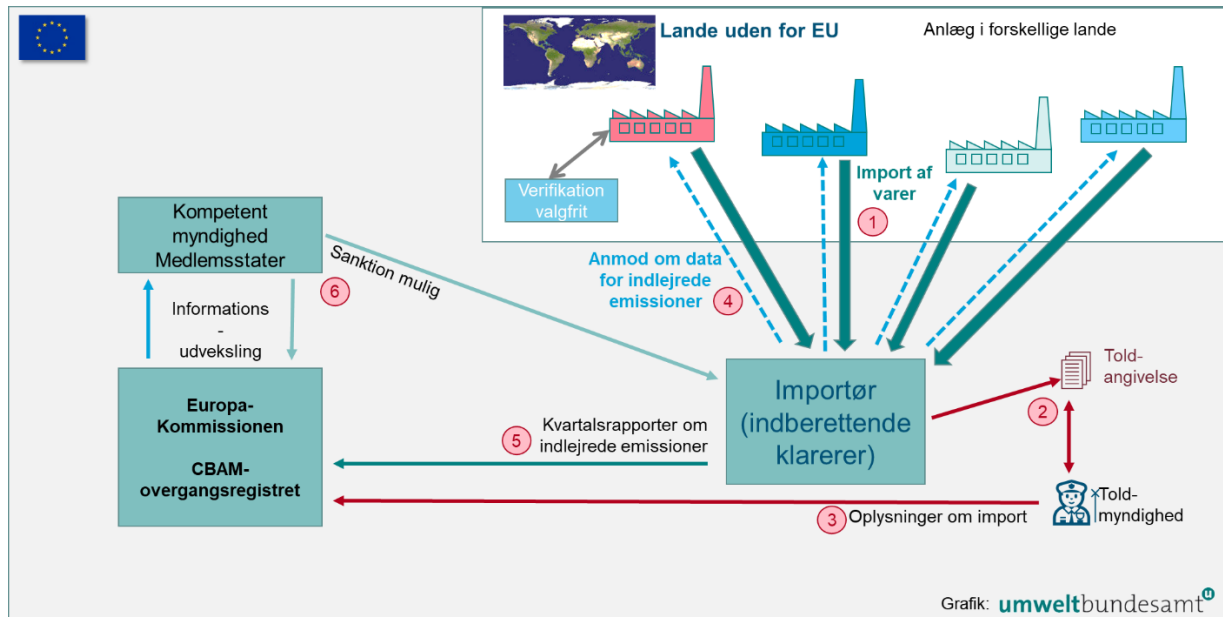 Lande uden for EU
Anlæg i forskellige lande
Verifikation
valgfrit
Import af
varer
1
Kompetent
myndighed
Medlemsstater
Sanktion mulig
6
Anmod om data
for indlejrede
emissioner
4
Informations
-
udveksling
Importør
(indberettende
klarerer)
Told-
angivelse
2
Europa-
Kommissionen
CBAM-
overgangsregistret
5
Kvartalsrapporter om
indlejrede emissioner
3
Oplysninger om import
Told-
myndighed
Grafik: umweltbundesamt u